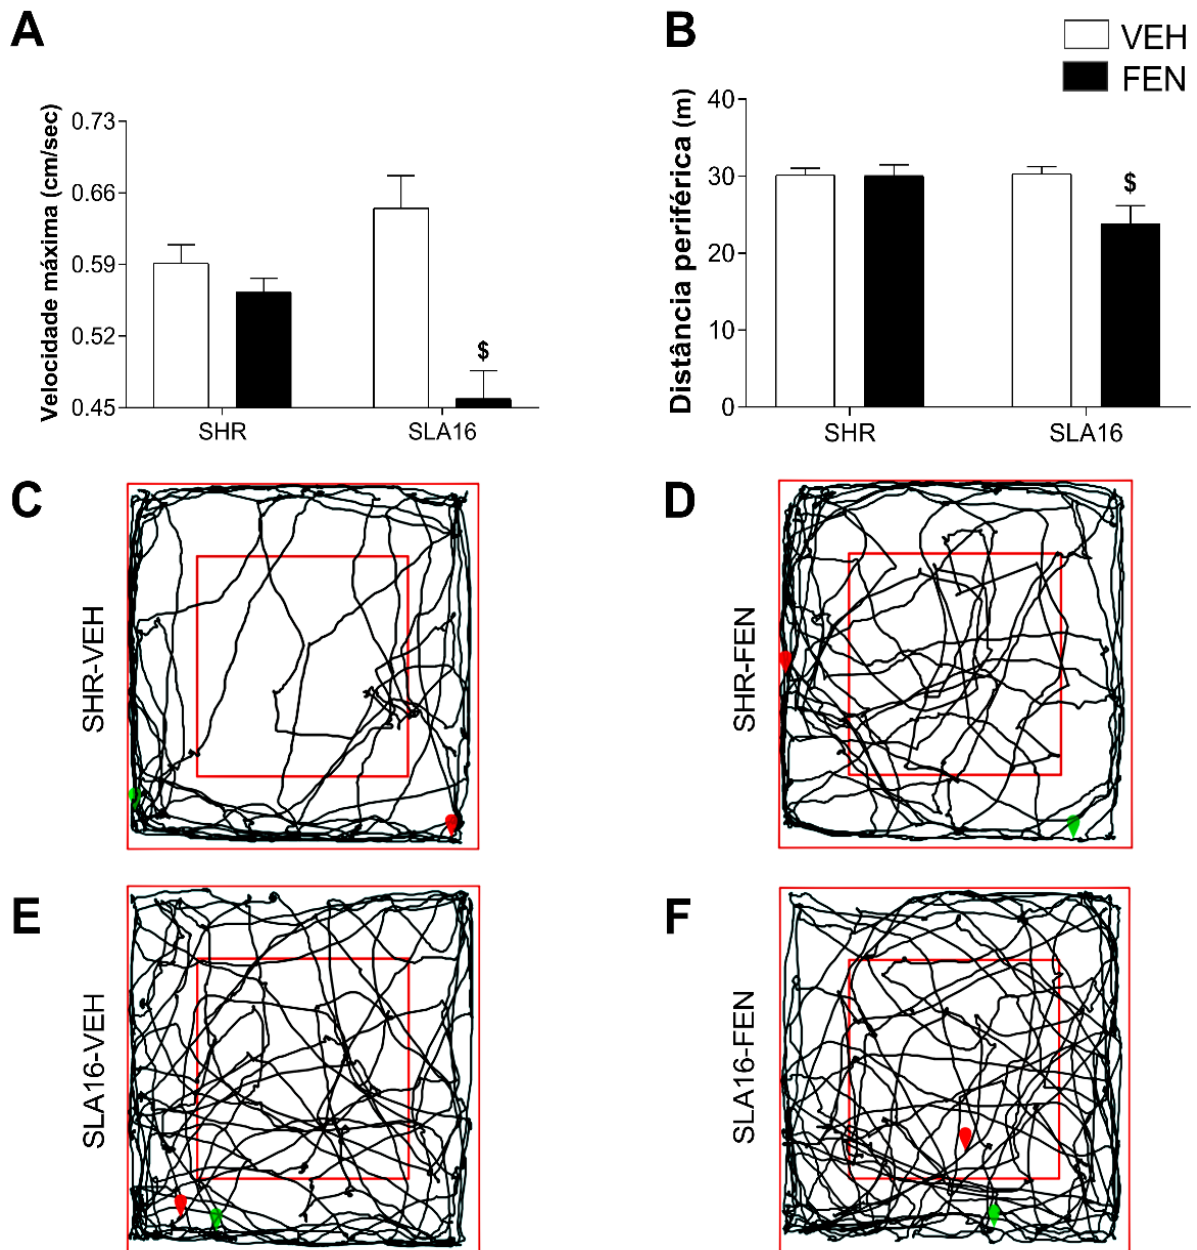 A
B
VEH
FEN
Velocidade máxima (cm/sec)
0.73
0.66
0.59
0.52
0.45
$
SHR
SLA16
Distância periférica (m)
40
30
20
10
0
$
SHR
SLA16
C
SHR-VEH
D
SHR-FEN
E
SLA16-VEH
F
SLA16-FEN